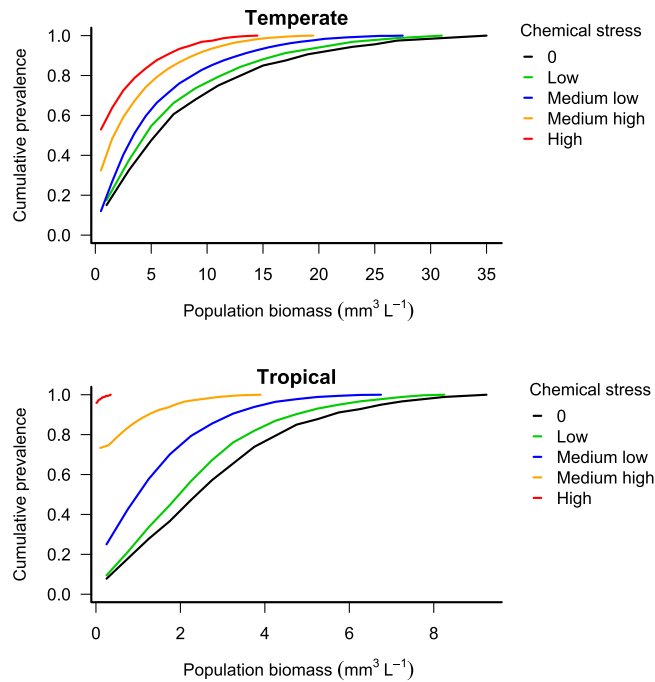 Temperate
Chemical stress
0
Low
Medium low
Medium high
High
Cumulative prevalence
1.0
0.8
0.6
0.4
0.2
0.0
0 5 10 15 20 25 30 35
Population biomass (mm³ L⁻¹)
Tropical
Chemical stress
0
Low
Medium low
Medium high
High
Cumulative prevalence
1.0
0.8
0.6
0.4
0.2
0.0
0 2 4 6 8
Population biomass (mm³ L⁻¹)